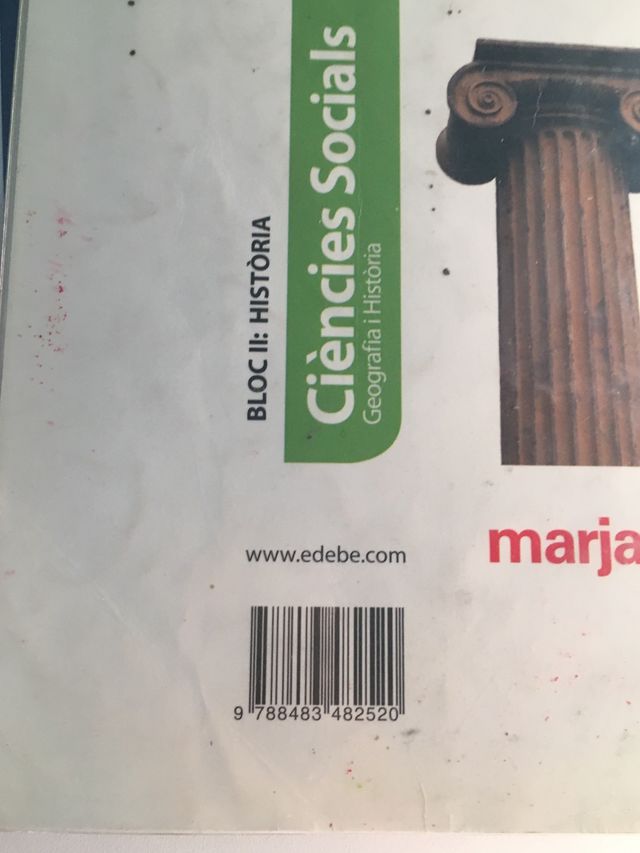 BLOC II: HISTÒRIA
Ciències Socials
Geografia i Història
www.edebe.com
marja
9 788483 482520